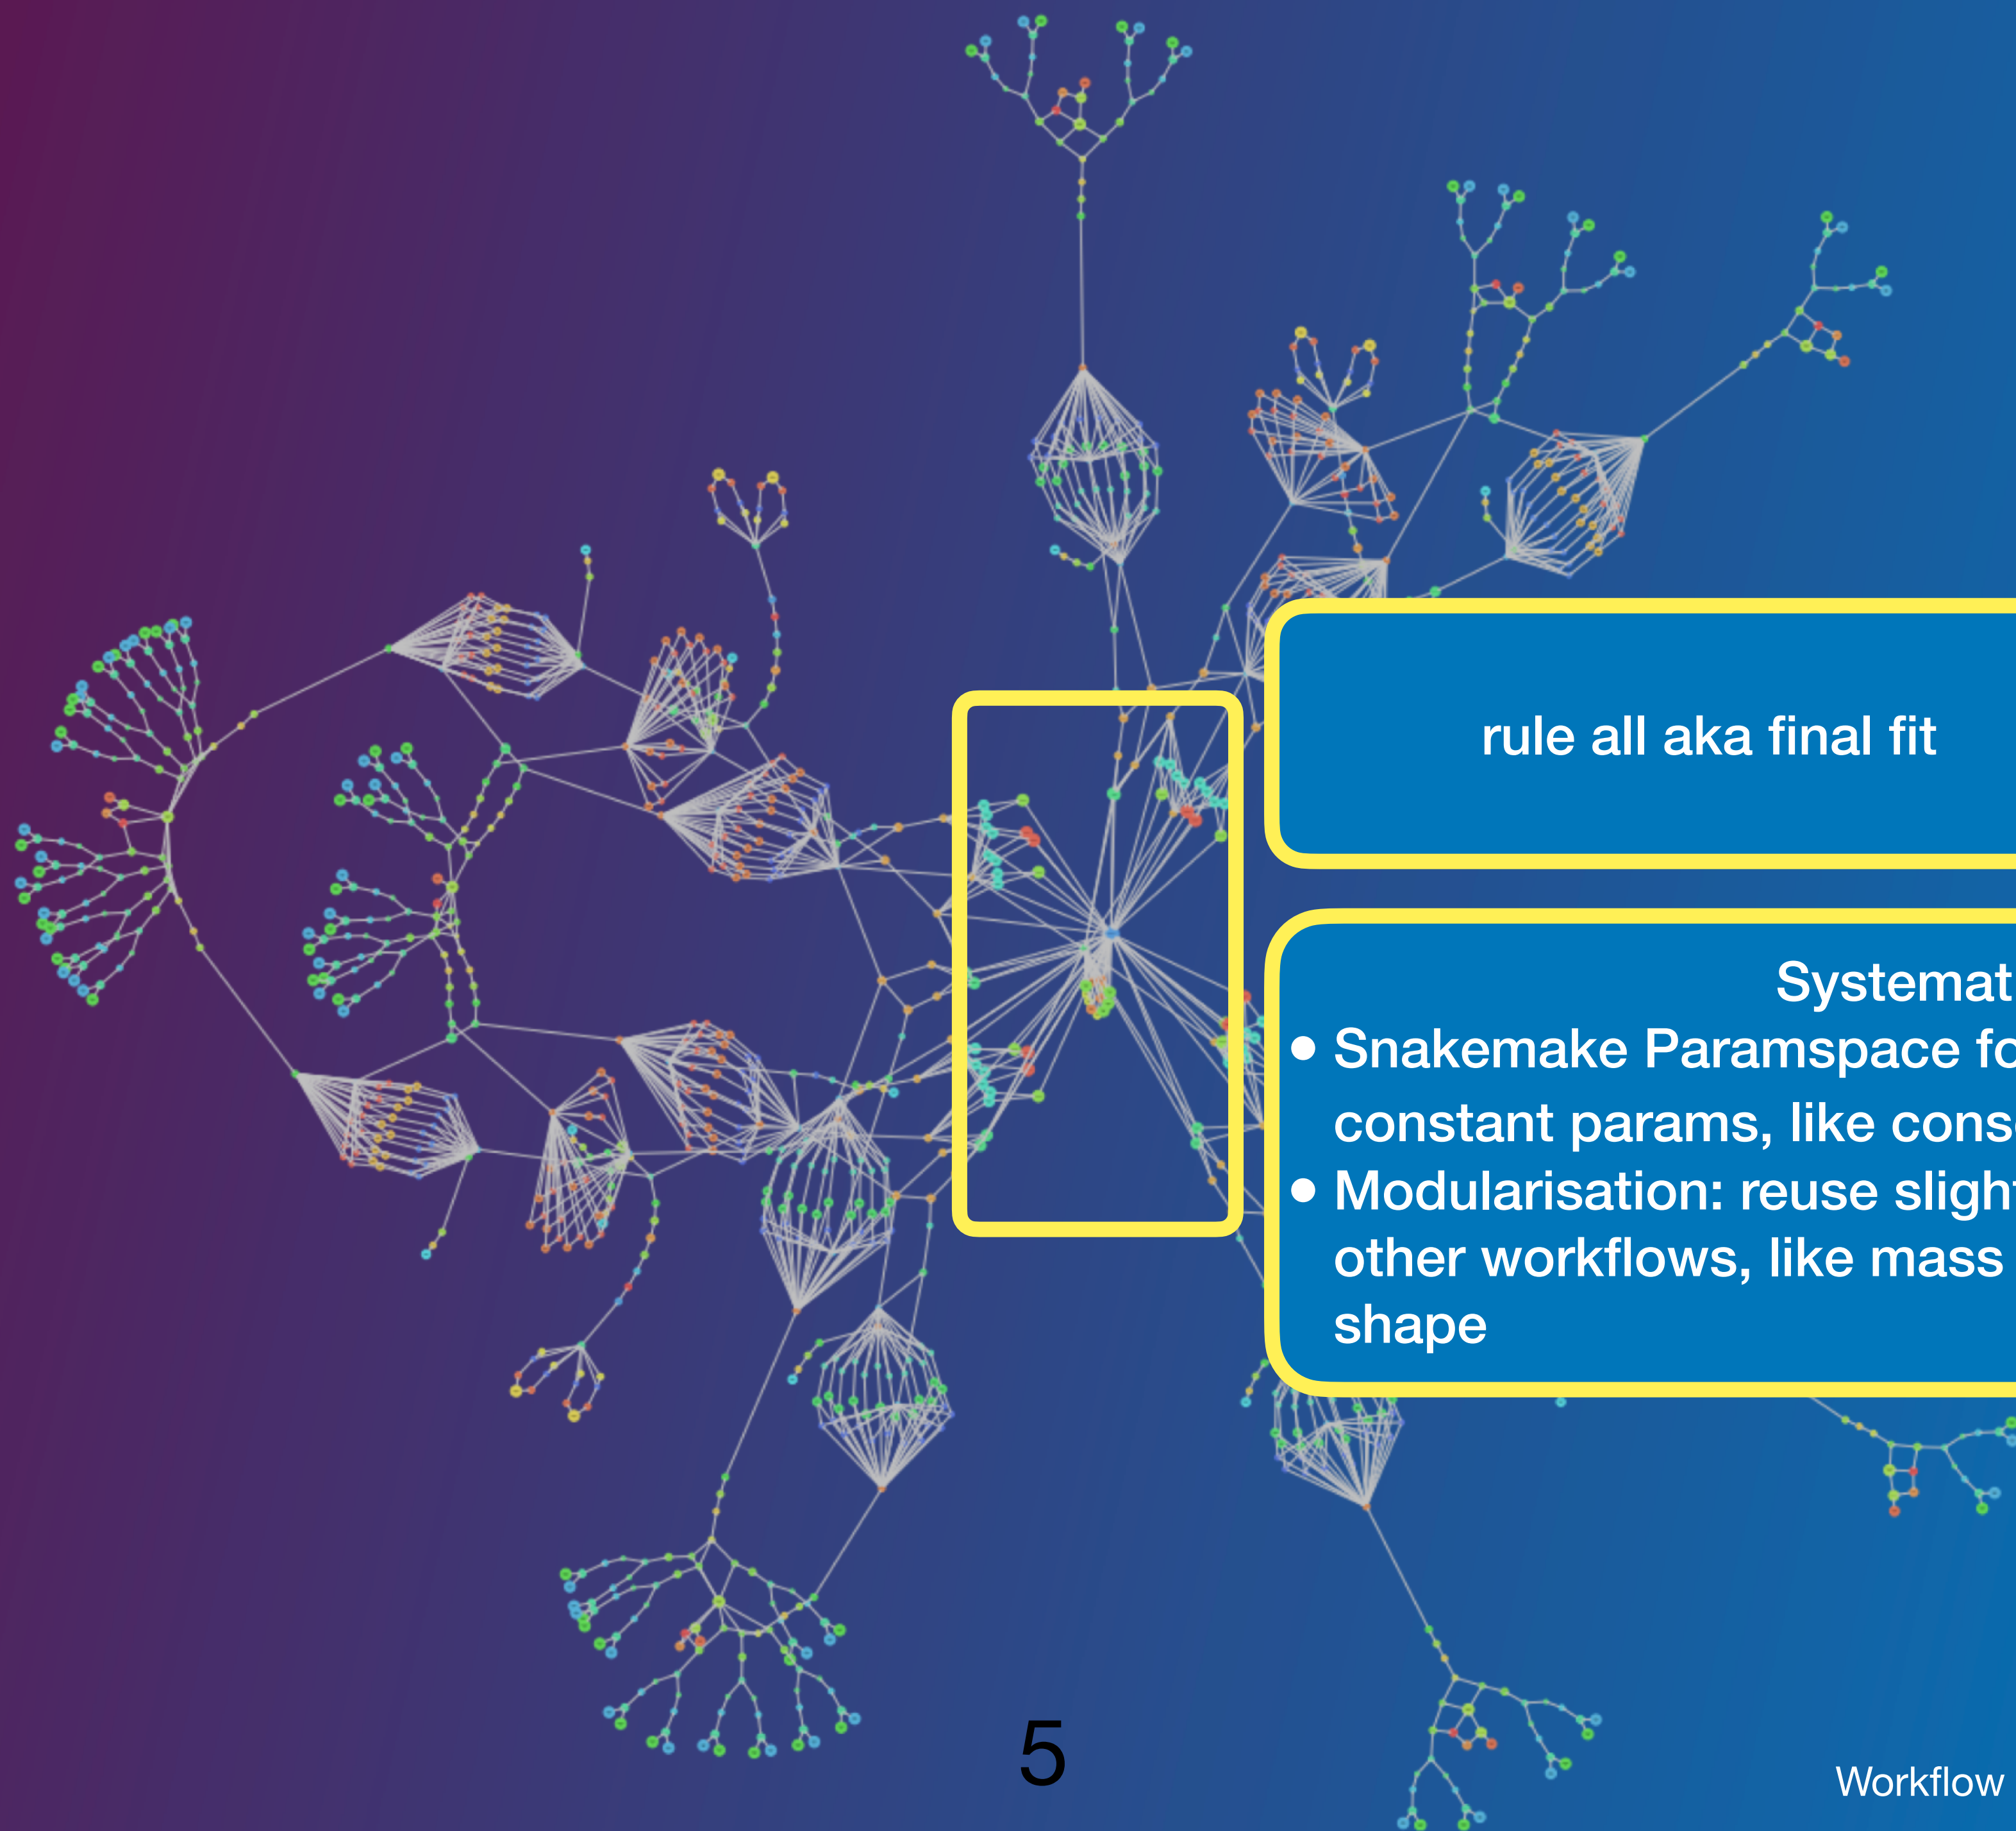 rule all aka final fit
Systemat
● Snakemake Paramspace fo
constant params, like cons
● Modularisation: reuse slight
other workflows, like mass
shape
5
Workflow